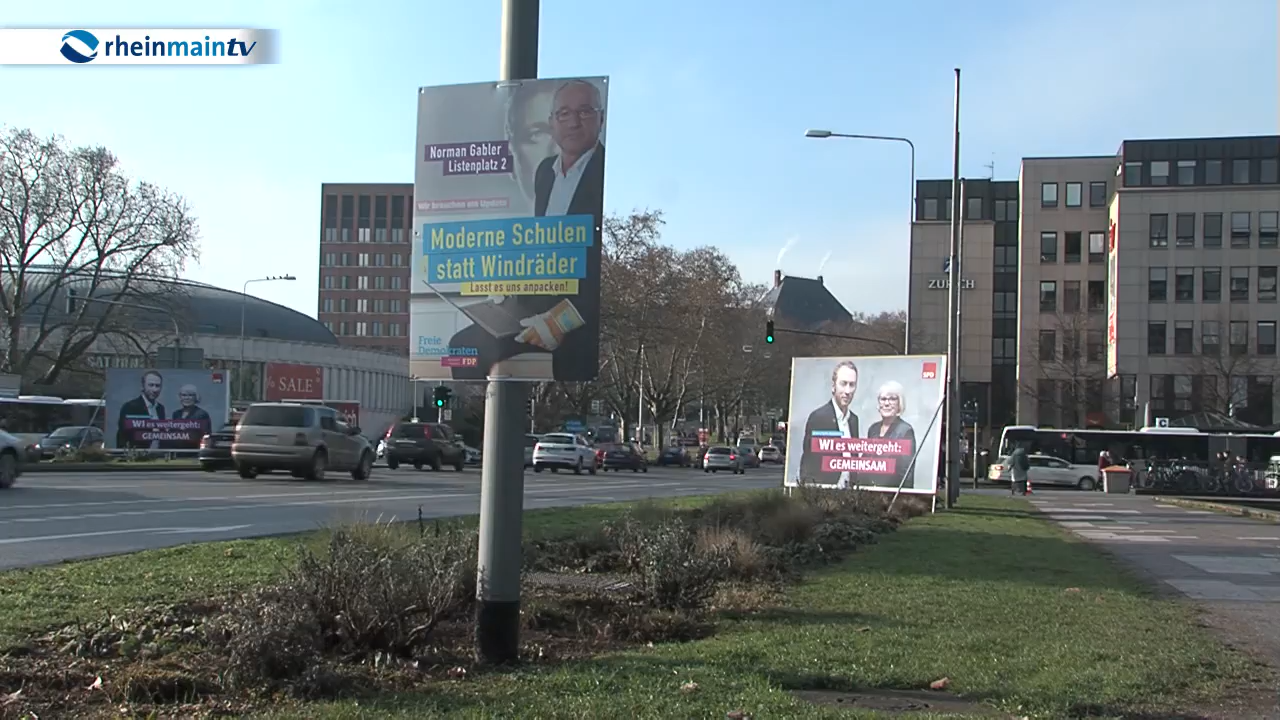 rheinmaintv
Norman Gabler
Listenplatz 2
Wir brauchen ein Update
Moderne Schulen
statt Windräder
Lasst es uns anpacken!
Freie
Demokraten
FDP
SPD
WI es weitergeht:
GEMEINSAM
WI es weitergeht:
GEMEINSAM
% SALE
ZURICH